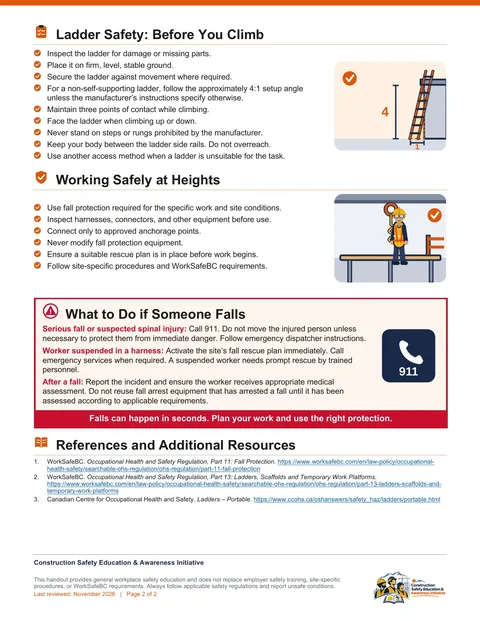 Ladder Safety: Before You Climb
Inspect the ladder for damage or missing parts.
Place it on firm, level, stable ground.
Secure the ladder against movement where required.
For a non-self-supporting ladder, follow the approximately 4:1 setup angle
unless the manufacturer's instructions specify otherwise.
Maintain three points of contact while climbing.
Face the ladder when climbing up or down.
Never stand on steps or rungs prohibited by the manufacturer.
Keep your body between the ladder side rails. Do not overreach.
Use another access method when a ladder is unsuitable for the task.
4
1
Working Safely at Heights
Use fall protection required for the specific work and site conditions.
Inspect harnesses, connectors, and other equipment before use.
Connect only to approved anchorage points.
Never modify fall protection equipment.
Ensure a suitable rescue plan is in place before work begins.
Follow site-specific procedures and WorkSafeBC requirements.
What to Do if Someone Falls
Serious fall or suspected spinal injury: Call 911. Do not move the injured person unless
necessary to protect them from immediate danger. Follow emergency dispatcher instructions.
Worker suspended in a harness: Activate the site's fall rescue plan immediately. Call
emergency services when required. A suspended worker needs prompt rescue by trained
personnel.
After a fall: Report the incident and ensure the worker receives appropriate medical
assessment. Do not reuse fall arrest equipment that has arrested a fall until it has been
assessed according to applicable requirements.
911
Falls can happen in seconds. Plan your work and use the right protection.
References and Additional Resources
1. WorkSafeBC. Occupational Health and Safety Regulation, Part 11: Fall Protection. https://www.worksafebc.com/en/law-policy/occupational-
health-safety/searchable-ohs-regulation/ohs-regulation/part-11-fall-protection
2. WorkSafeBC. Occupational Health and Safety Regulation, Part 13: Ladders, Scaffolds and Temporary Work Platforms.
https://www.worksafebc.com/en/law-policy/occupational-health-safety/searchable-ohs-regulation/ohs-regulation/part-13-ladders-scaffolds-and-
temporary-work-platforms
3. Canadian Centre for Occupational Health and Safety. Ladders – Portable. https://www.ccohs.ca/oshanswers/safety_haz/ladders/portable.html
Construction Safety Education & Awareness Initiative
This handout provides general workplace safety education and does not replace employer safety training, site-specific
procedures, or WorkSafeBC requirements. Always follow applicable safety regulations and report unsafe conditions.
Last reviewed: November 2026 | Page 2 of 2
Construction
Safety Education &
Awareness Initiative